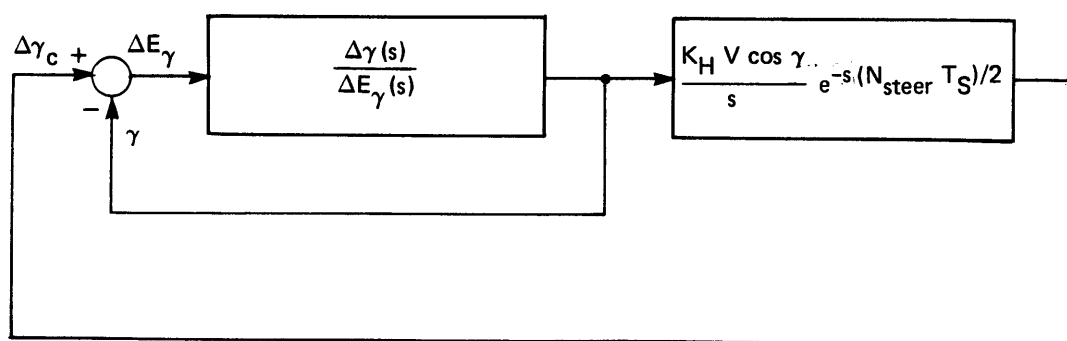 Δγc + ΔEγ
−
γ
Δγ(s)
ΔEγ(s)
KH V cos γ
s
e-s (Nsteer TS)/2